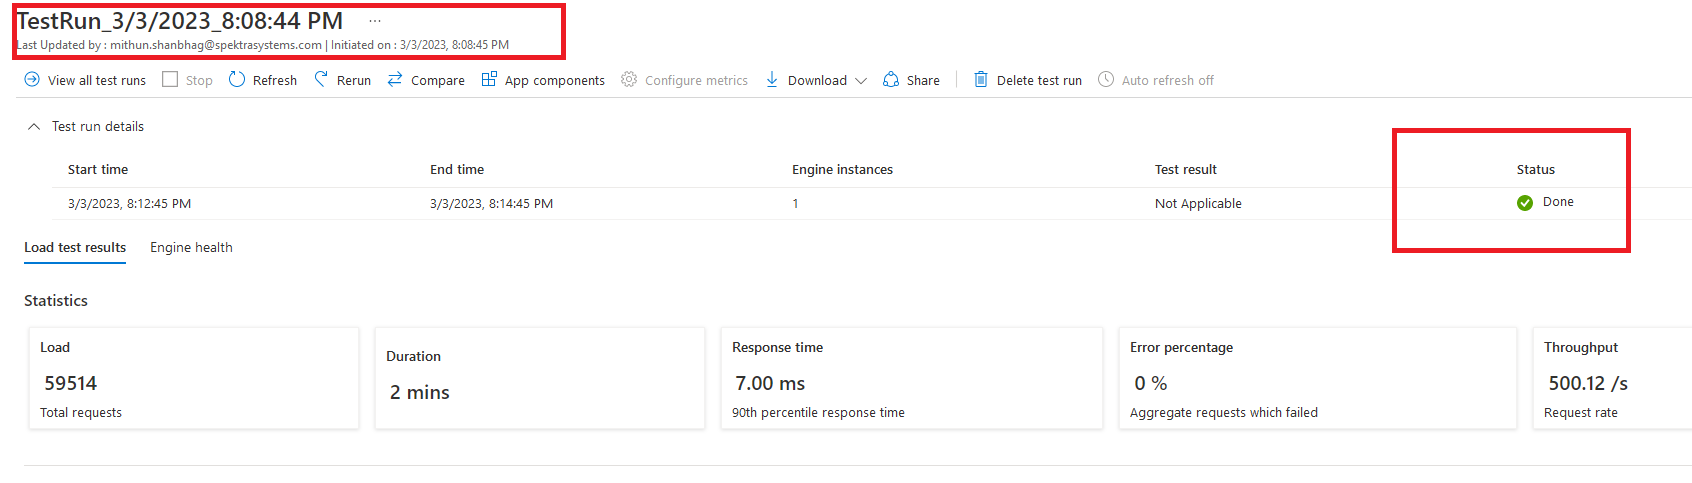 TestRun_3/3/2023_8:08:44 PM ...
Last Updated by : mithun.shanbhag@spektrasystems.com | Initiated on : 3/3/2023, 8:08:45 PM
View all test runs Stop Refresh Rerun Compare App components Configure metrics Download Share Delete test run Auto refresh off
Test run details
Start time End time Engine instances Test result Status
3/3/2023, 8:12:45 PM 3/3/2023, 8:14:45 PM 1 Not Applicable Done
Load test results Engine health
Statistics
Load Duration Response time Error percentage Throughput
59514 2 mins 7.00 ms 0 % 500.12 /s
Total requests 90th percentile response time Aggregate requests which failed Request rate